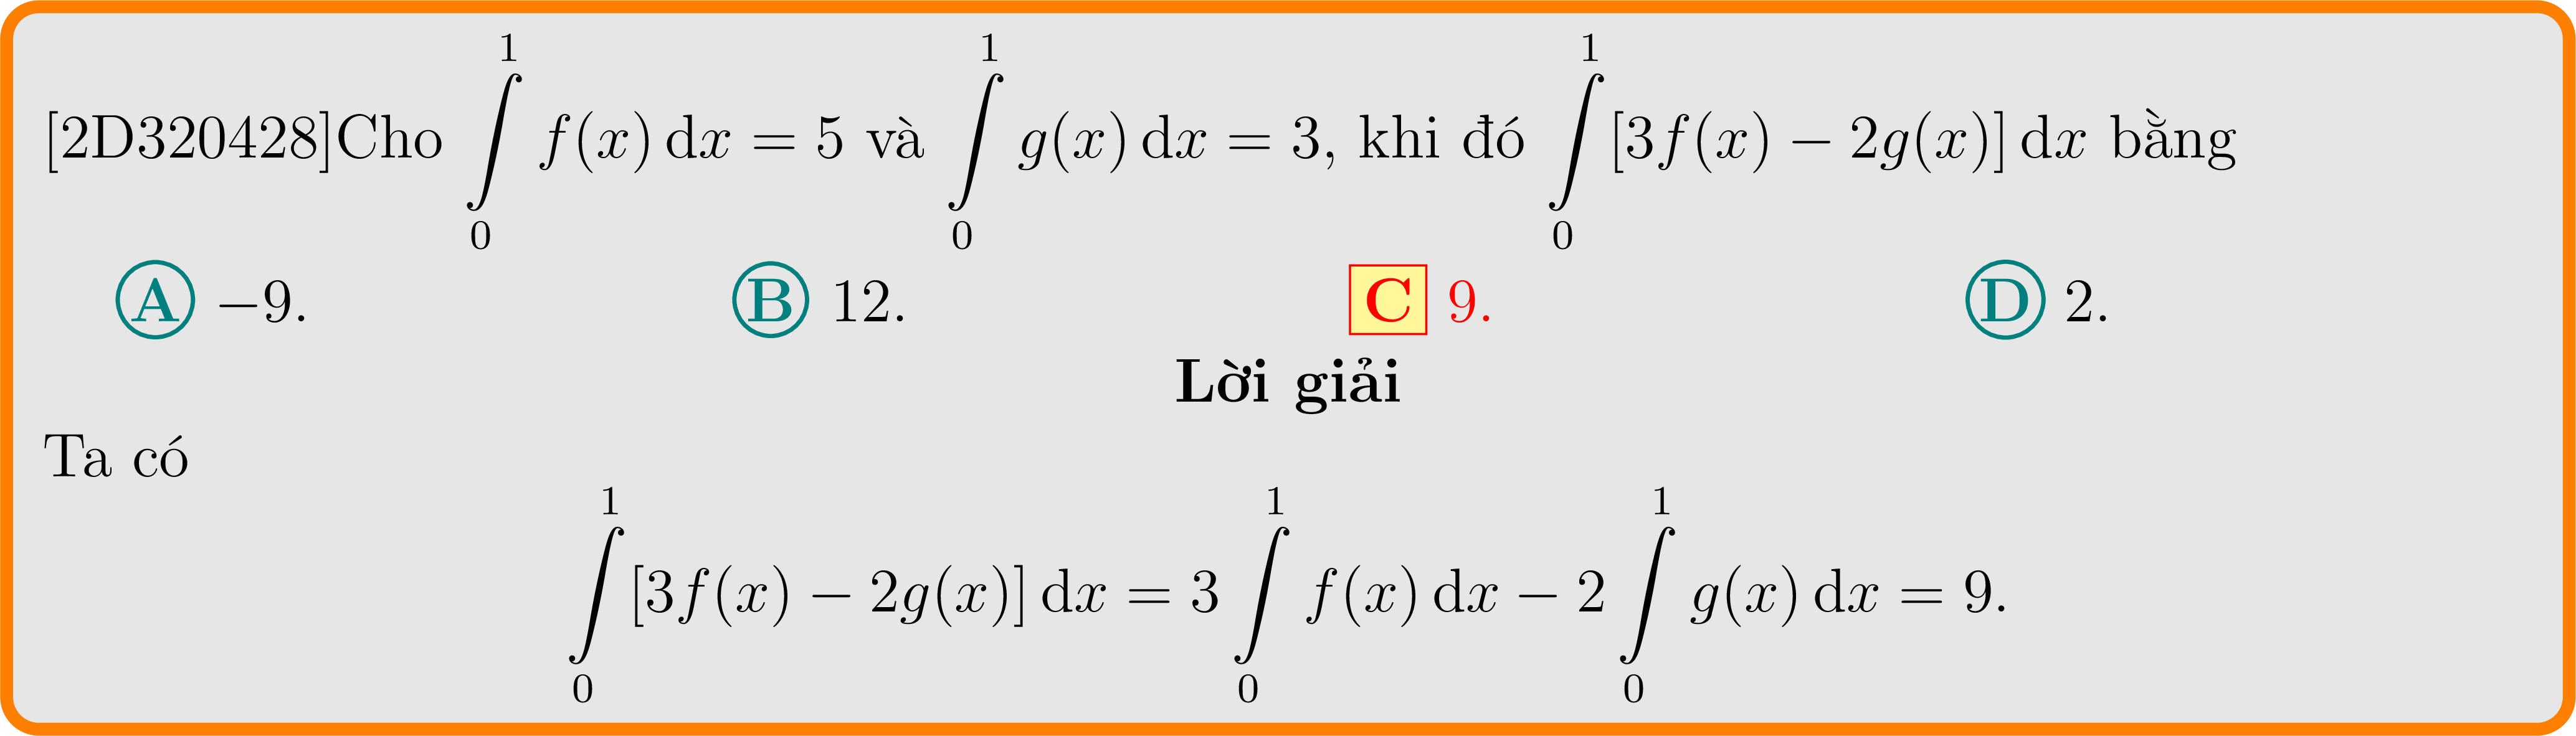 [2D320428]Cho $\int\limits_0^1 f(x)\,\mathrm{d}x = 5$ và $\int\limits_0^1 g(x)\,\mathrm{d}x = 3$, khi đó $\int\limits_0^1 [3f(x) - 2g(x)]\,\mathrm{d}x$ bằng
A −9. B 12. C 9. D 2.
Lời giải
Ta có
$\int\limits_0^1 [3f(x) - 2g(x)]\,\mathrm{d}x = 3\int\limits_0^1 f(x)\,\mathrm{d}x - 2\int\limits_0^1 g(x)\,\mathrm{d}x = 9.$